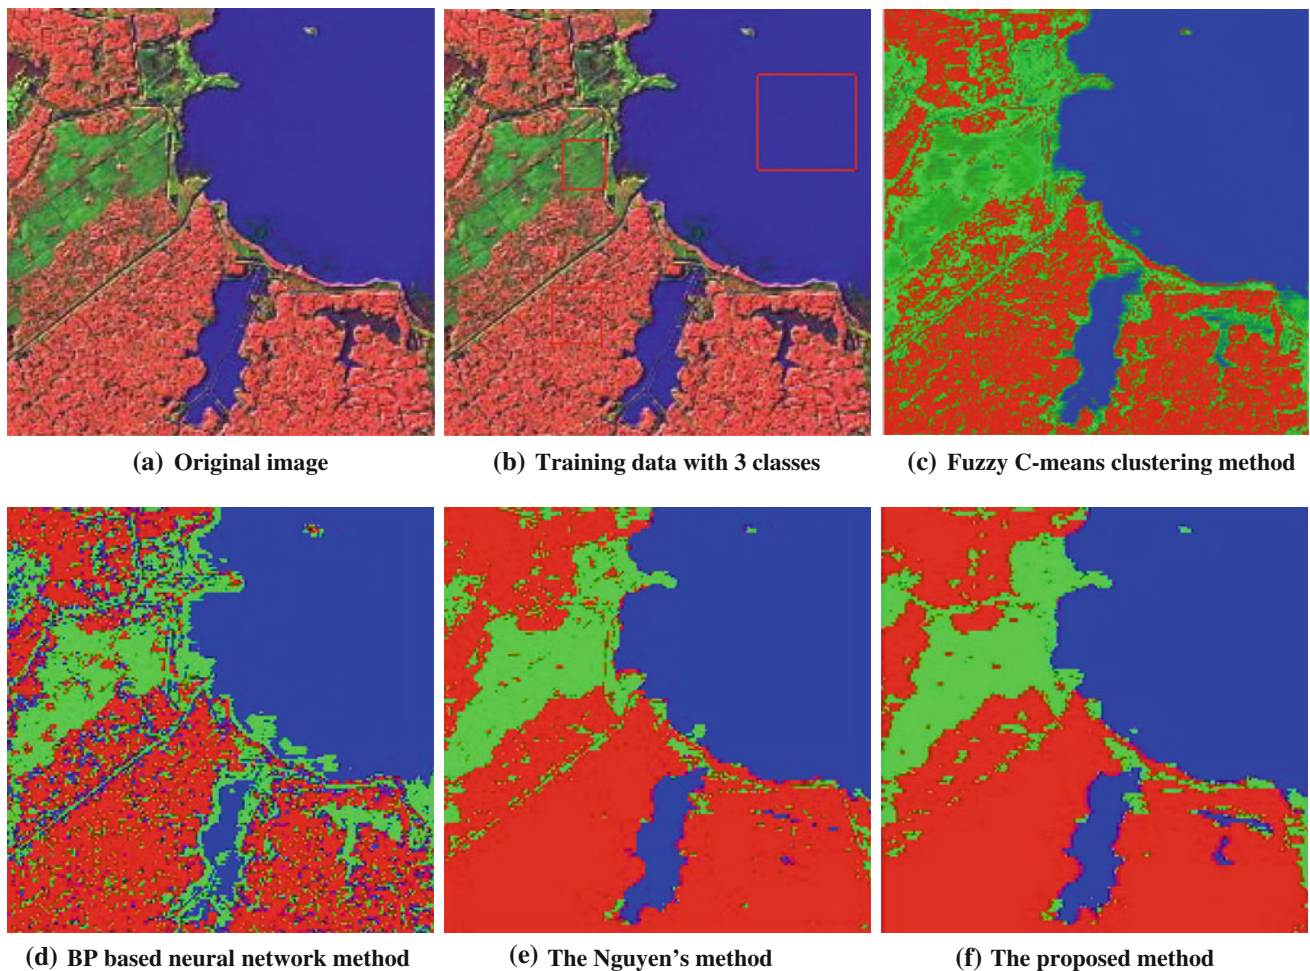 (a) Original image
(b) Training data with 3 classes
(c) Fuzzy C-means clustering method
(d) BP based neural network method
(e) The Nguyen's method
(f) The proposed method